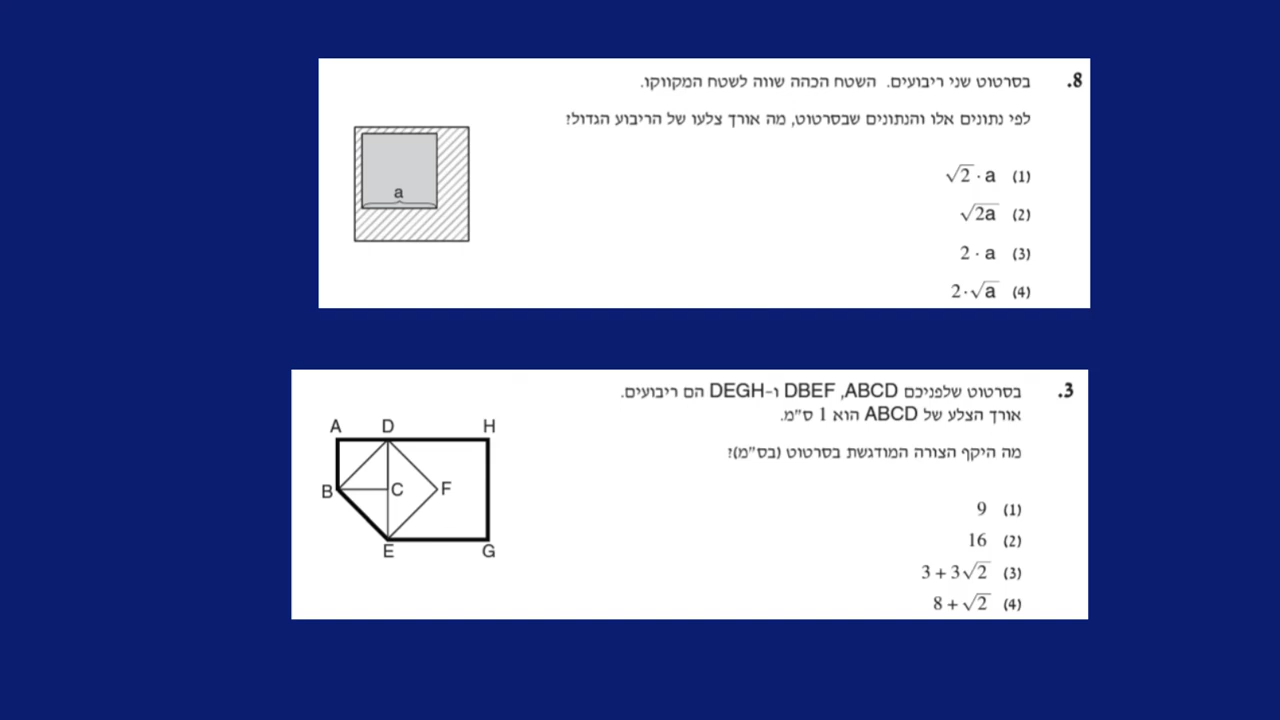 .8 בסרטוט שני ריבועים. השטח הכהה שווה לשטח המקווקו.
לפי נתונים אלו והנתונים שבסרטוט, מה אורך צלעו של הריבוע הגדול?
a
(1) √2 · a
(2) √2a
(3) 2 · a
(4) 2·√a
.3 בסרטוט שלפניכם ABCD, DBEF ו-DEGH הם ריבועים.
אורך הצלע של ABCD הוא 1 ס"מ.
מה היקף הצורה המודגשת בסרטוט (בס"מ)?
A D H
B C F
E G
(1) 9
(2) 16
(3) 3 + 3√2
(4) 8 + √2